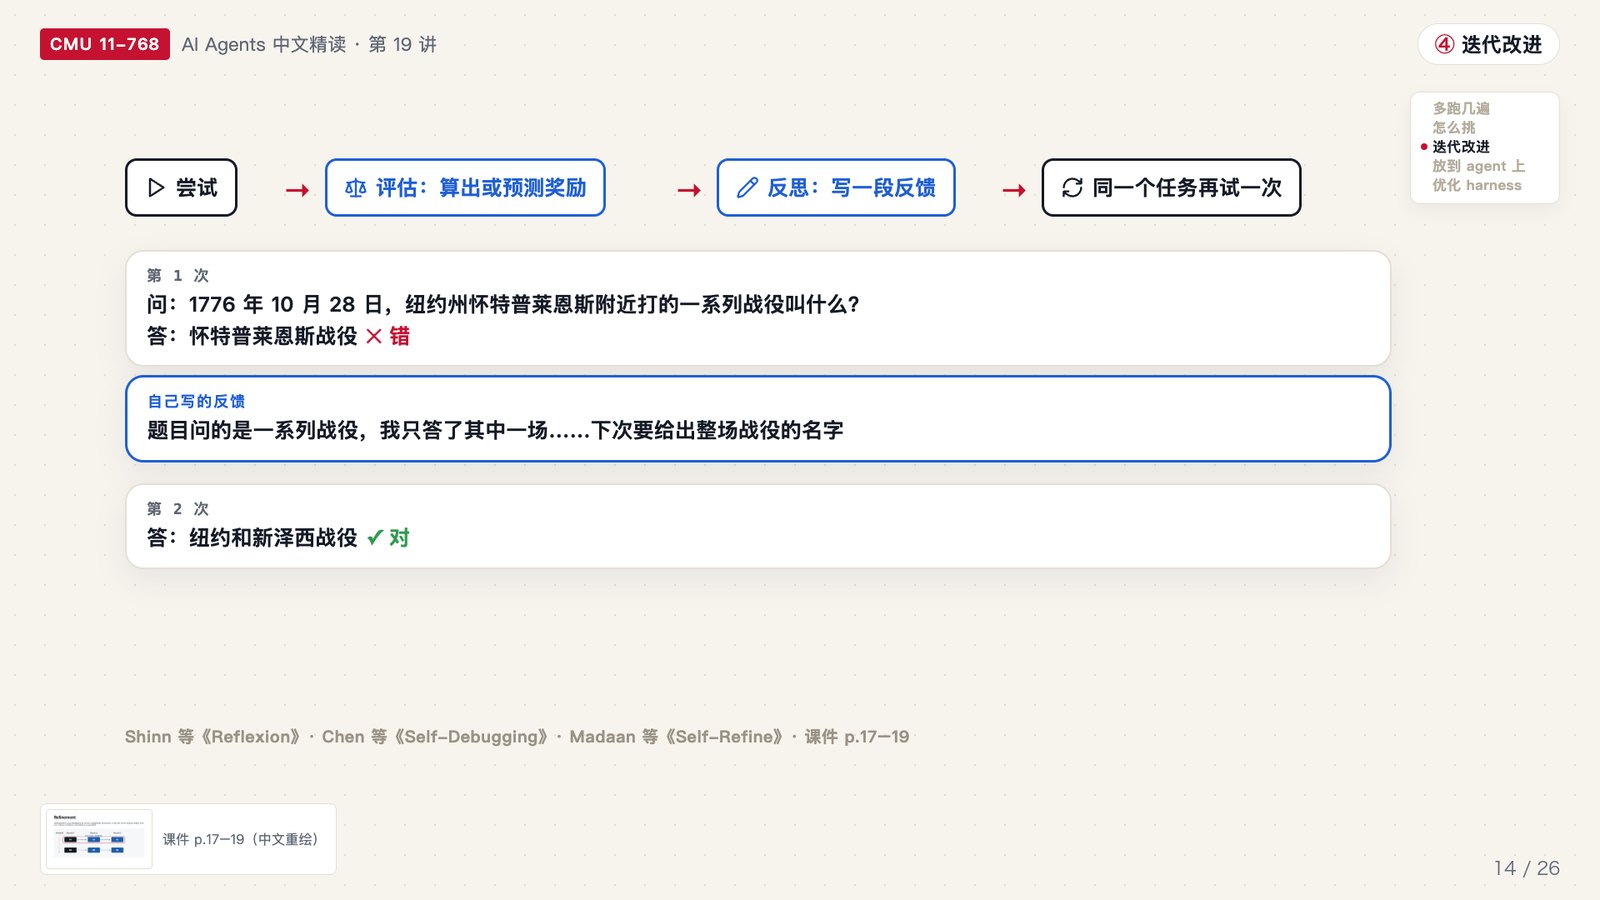 CMU 11-768 AI Agents 中文精读 · 第 19 讲
④ 迭代改进
多跑几遍
怎么挑
迭代改进
放到 agent 上
优化 harness
尝试 → 评估：算出或预测奖励 → 反思：写一段反馈 → 同一个任务再试一次
第 1 次
问：1776 年 10 月 28 日，纽约州怀特普莱恩斯附近打的一系列战役叫什么？
答：怀特普莱恩斯战役 × 错
自己写的反馈
题目问的是一系列战役，我只答了其中一场……下次要给出整场战役的名字
第 2 次
答：纽约和新泽西战役 ✓ 对
Shinn 等《Reflexion》· Chen 等《Self-Debugging》· Madaan 等《Self-Refine》· 课件 p.17–19
Refinement
课件 p.17–19（中文重绘）
14 / 26